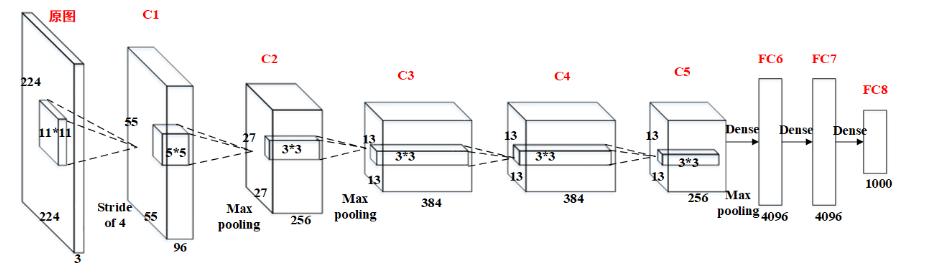 原图
C1
C2
C3
C4
C5
FC6
FC7
FC8
224
11*11
224
3
55
5*5
Stride
of 4
55
96
27
3*3
27
Max
pooling
256
13
3*3
13
Max
pooling
384
13
3*3
13
384
13
3*3
13
256
Dense
Max
pooling
Dense
Dense
4096
4096
1000